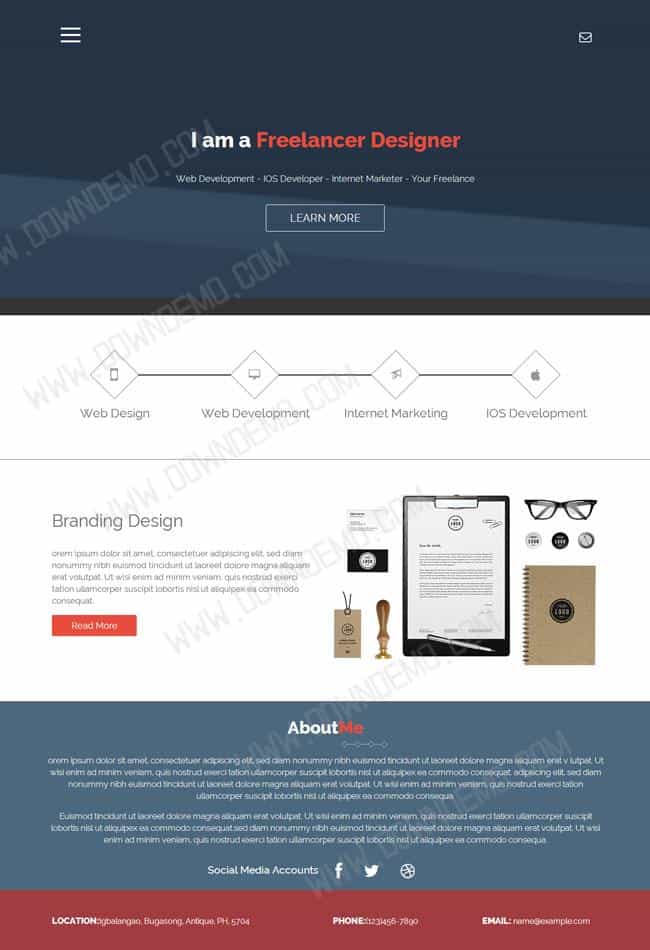 I am a Freelancer Designer
Web Development - IOS Developer - Internet Marketer - Your Freelance
LEARN MORE
Web Design
Web Development
Internet Marketing
IOS Development
Branding Design
orem ipsum dolor sit amet, consectetuer adipiscing elit, sed diam
nonummy nibh euismod tincidunt ut laoreet dolore magna aliquam
erat volutpat. Ut wisi enim ad minim veniam, quis nostrud exerci
tation ullamcorper suscipit lobortis nisl ut aliquipex ea commodo
consequat.
Read More
LOGO
AboutMe
orem ipsum dolor sit amet, consectetuer adipiscing elit, sed diam nonummy nibh euismod tincidunt ut laoreet dolore magna aliquam erat v lutpat. Ut
wisi enim ad minim veniam, quis nostrud exerci tation ullamcorper suscipit lobortis nisl ut aliquipex ea commodo consequat. adipiscing elit, sed diam
nonummy nibh euismod tincidunt ut laoreet dolore magna aliquam erat volutpat. Ut wisi enim ad minim veniam, quis nostrud exerci tation
ullamcorper suscipit lobortis nisl ut aliquipex ea commodo consequa
Euismod tincidunt ut laoreet dolore magna aliquam erat volutpat. Ut wisi enim ad minim veniam, quis nostrud exerci tation ullamcorper suscipit
lobortis nisl ut aliquipex ea commodo consequat,sed diam nonummy nibh euismod tincidunt ut laoreet dolore magna aliquam erat volutpat. Ut wisi
enim ad minim veniam, quis nostrud exerci tation ullamcorper suscipit lobortis nisl ut aliquipex ea commodo consequa.
Social Media Accounts
LOCATION:Igbalangao, Bugasong, Antique, PH, 5704
PHONE:(123)456-7890
EMAIL: name@example.com
WWW.DOWNDEMO.COM